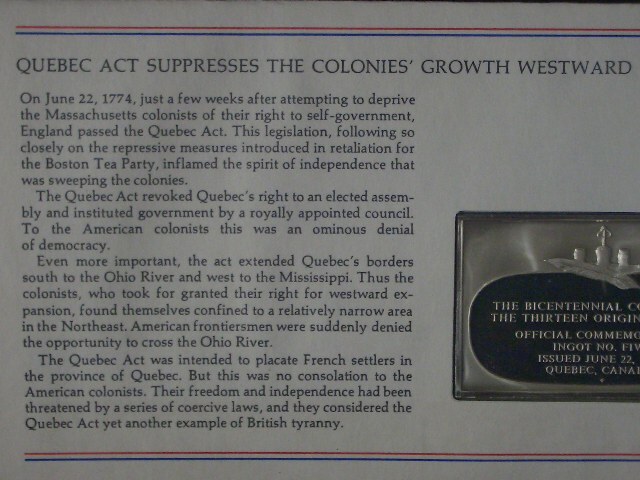 QUEBEC ACT SUPPRESSES THE COLONIES' GROWTH WESTWARD
On June 22, 1774, just a few weeks after attempting to deprive
the Massachusetts colonists of their right to self-government,
England passed the Quebec Act. This legislation, following so
closely on the repressive measures introduced in retaliation for
the Boston Tea Party, inflamed the spirit of independence that
was sweeping the colonies.
The Quebec Act revoked Quebec's right to an elected assem-
bly and instituted government by a royally appointed council.
To the American colonists this was an ominous denial
of democracy.
Even more important, the act extended Quebec's borders
south to the Ohio River and west to the Mississippi. Thus the
colonists, who took for granted their right for westward ex-
pansion, found themselves confined to a relatively narrow area
in the Northeast. American frontiersmen were suddenly denied
the opportunity to cross the Ohio River.
The Quebec Act was intended to placate French settlers in
the province of Quebec. But this was no consolation to the
American colonists. Their freedom and independence had been
threatened by a series of coercive laws, and they considered the
Quebec Act yet another example of British tyranny.
THE BICENTENNIAL CO
THE THIRTEEN ORIGIN
OFFICIAL COMMEMO
INGOT NO. FIV
ISSUED JUNE 22,
QUEBEC, CANA